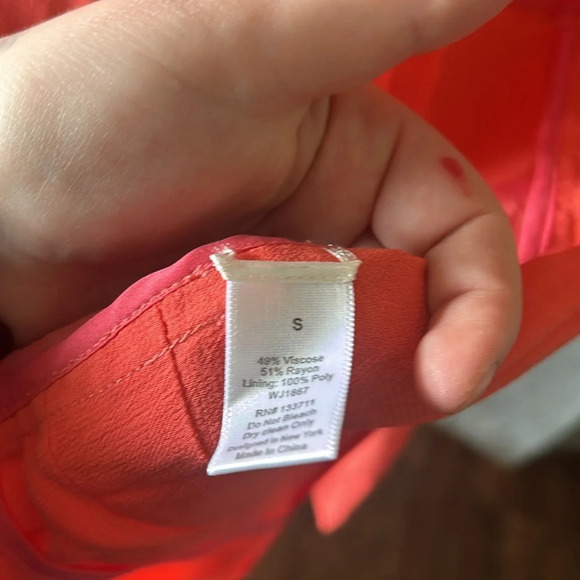 S
49% Viscose
51% Rayon
Lining: 100% Poly
WJ1867
RN# 133711
Do Not Bleach
Dry clean Only
Designed in New York
Made in China